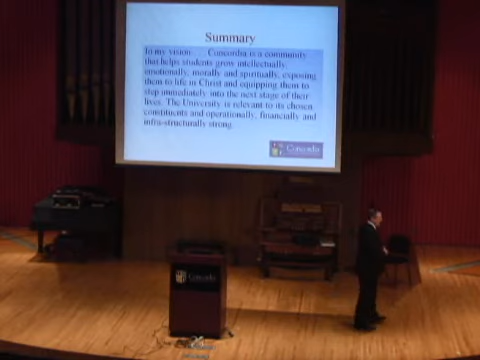 Summary
In my vision ... Concordia is a community
that helps students grow intellectually,
emotionally, morally and spiritually, exposing
them to life in Christ and equipping them to
step immediately into the next stage of their
lives. The University is relevant to its chosen
constituents and operationally, financially and
infra-structurally strong.
Concordia
Concordia